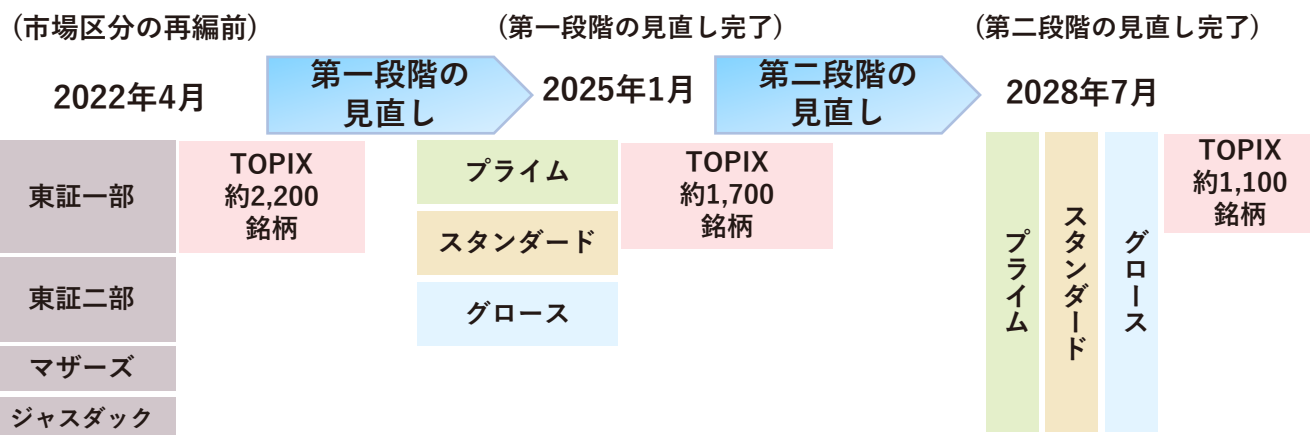 (市場区分の再編前)
(第一段階の見直し完了)
(第二段階の見直し完了)
2022年4月
第一段階の
見直し
2025年1月
第二段階の
見直し
2028年7月
東証一部
東証二部
マザーズ
ジャスダック
TOPIX
約2,200
銘柄
プライム
スタンダード
グロース
TOPIX
約1,700
銘柄
プライム
スタンダード
グロース
TOPIX
約1,100
銘柄